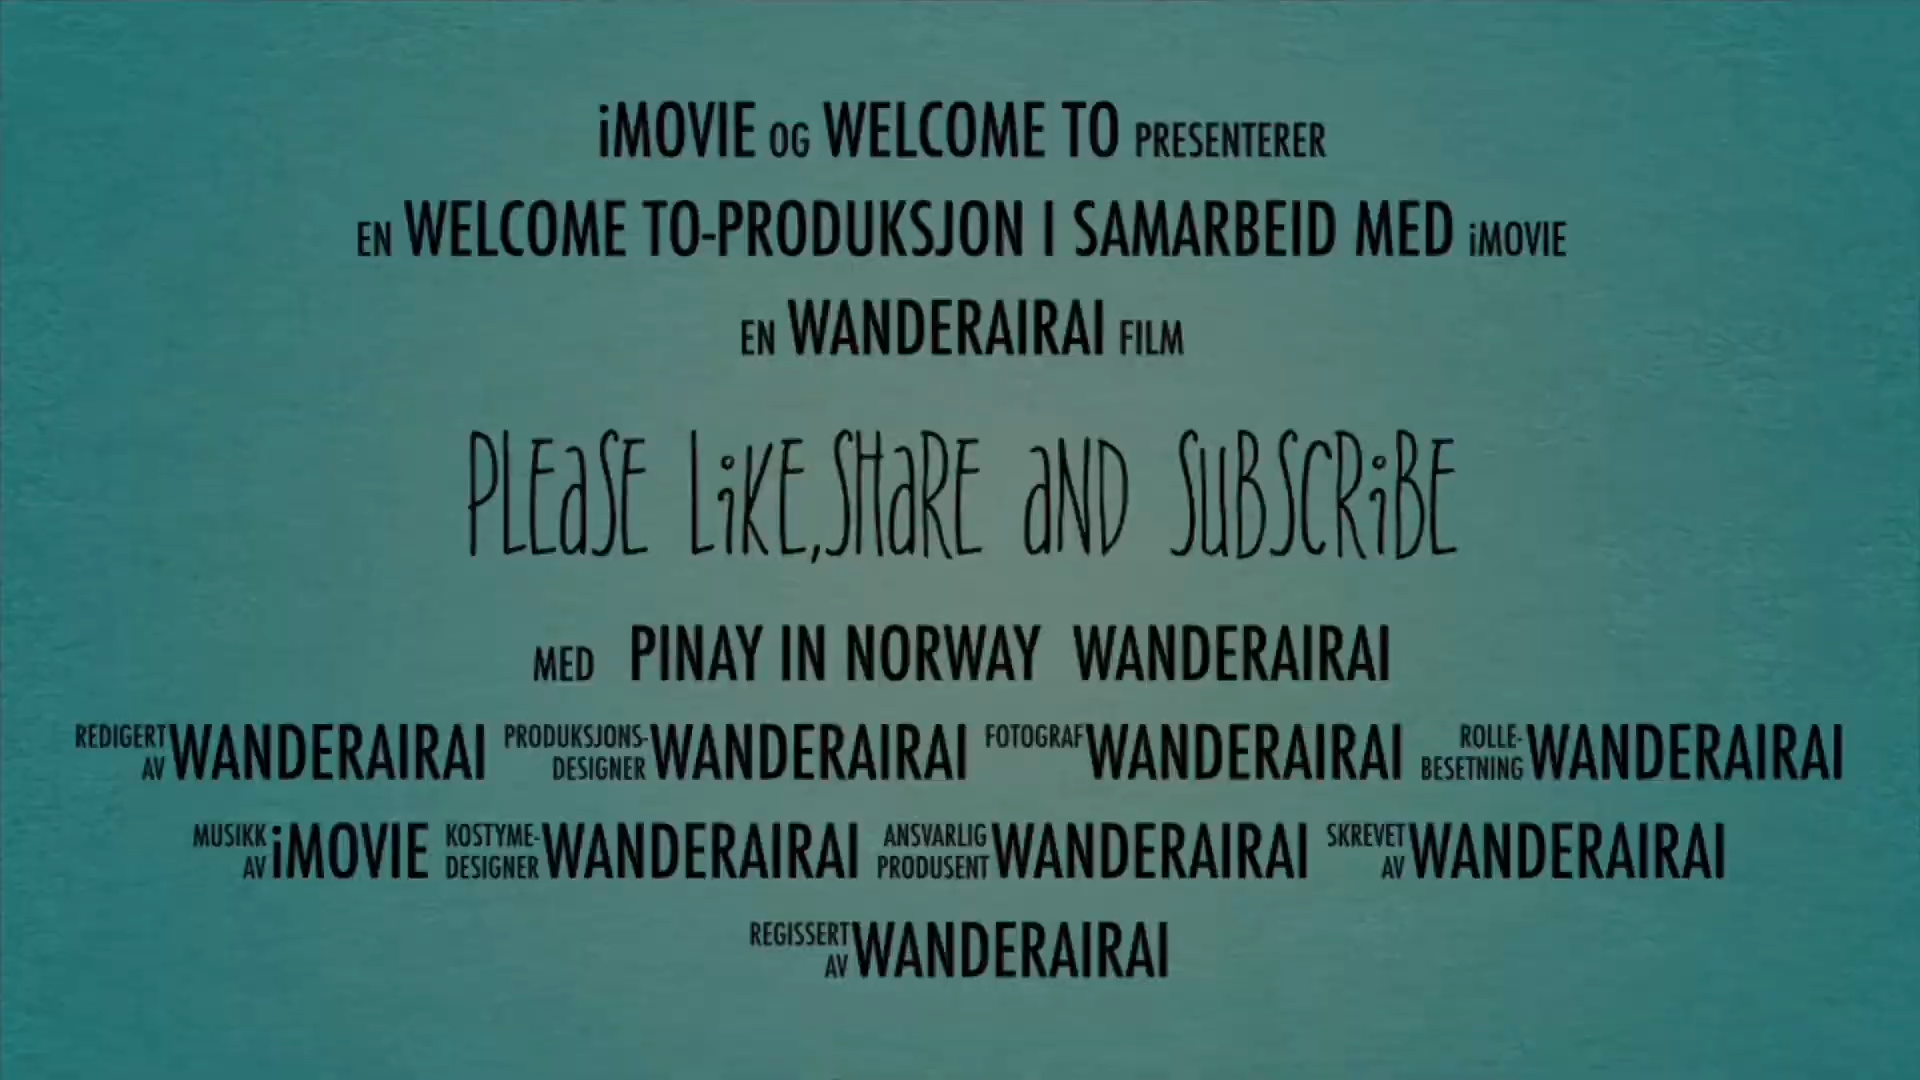 iMOVIE OG WELCOME TO PRESENTERER
EN WELCOME TO-PRODUKSJON I SAMARBEID MED iMOVIE
EN WANDERAIRAI FILM
PLEaSE LiKE,SHaRE aND SuBSCRiBE
MED PINAY IN NORWAY WANDERAIRAI
REDIGERT AV WANDERAIRAI PRODUKSJONS-DESIGNER WANDERAIRAI FOTOGRAF WANDERAIRAI ROLLE-BESETNING WANDERAIRAI
MUSIKK AV iMOVIE KOSTYME-DESIGNER WANDERAIRAI ANSVARLIG PRODUSENT WANDERAIRAI SKREVET AV WANDERAIRAI
REGISSERT AV WANDERAIRAI